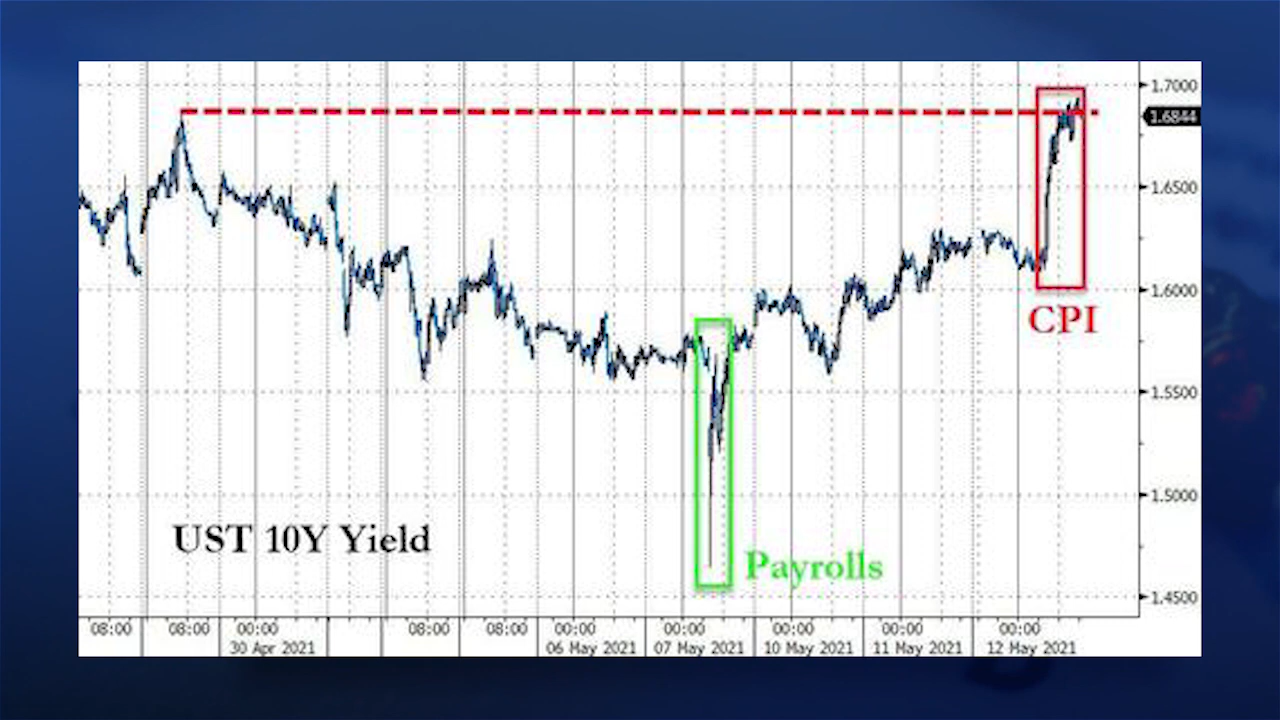 1.7000
1.6844
1.6500
1.6000
CPI
1.5500
1.5000
UST 10Y Yield
Payrolls
1.4500
08:00 08:00 00:00 08:00 08:00 00:00 00:00 00:00 00:00 00:00
30 Apr 2021 06 May 2021 07 May 2021 10 May 2021 11 May 2021 12 May 2021